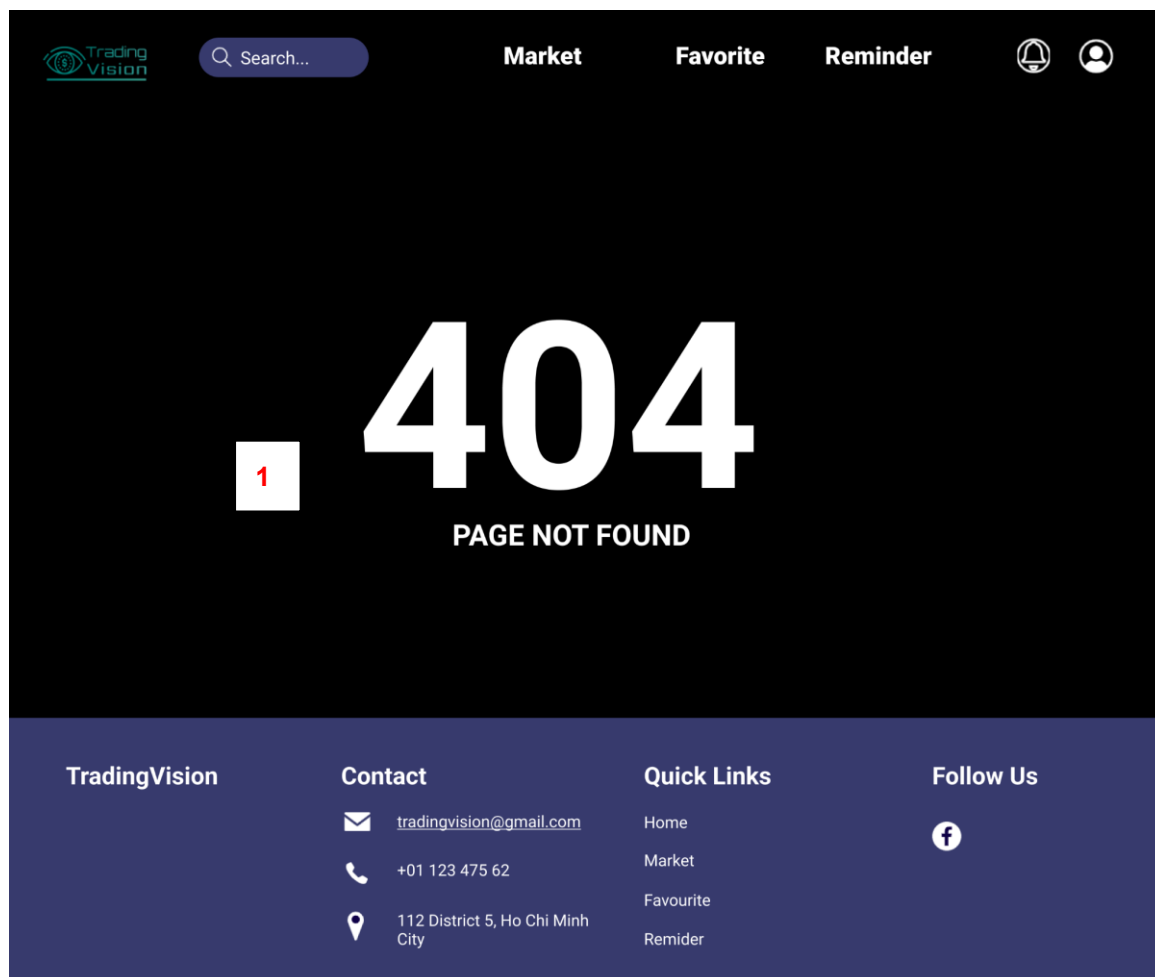 Trading
Vision
Search...
Market
Favorite
Reminder
404
1
PAGE NOT FOUND
TradingVision
Contact
tradingvision@gmail.com
+01 123 475 62
112 District 5, Ho Chi Minh
City
Quick Links
Home
Market
Favourite
Remider
Follow Us